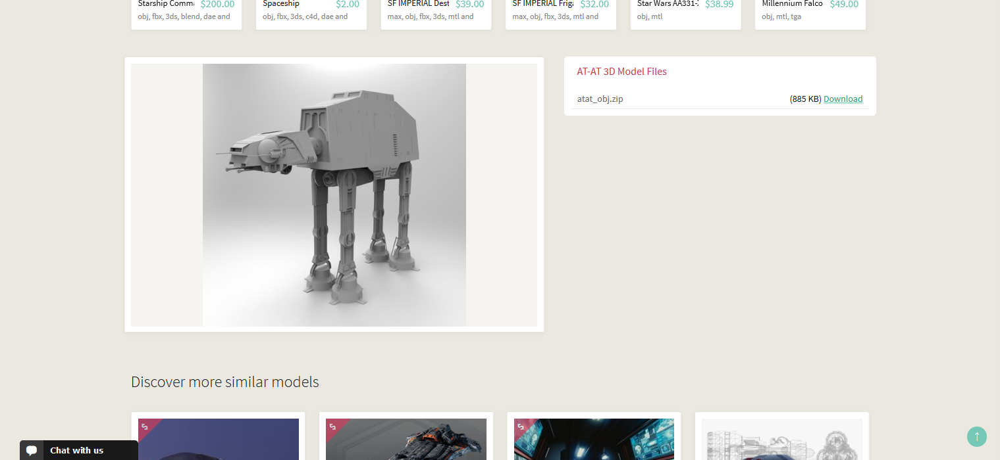 Starship Comm $200.00
obj, fbx, 3ds, blend, dae and
Spaceship $2.00
obj, fbx, 3ds, c4d, dae and
SF IMPERIAL Dest $39.00
max, obj, fbx, 3ds, mtl and
SF IMPERIAL Frig $32.00
max, obj, fbx, 3ds, mtl and
Star Wars AA331- $38.99
obj, mtl
Millennium Falco $49.00
obj, mtl, tga
AT-AT 3D Model Files
atat_obj.zip (885 KB) Download
Discover more similar models
Chat with us